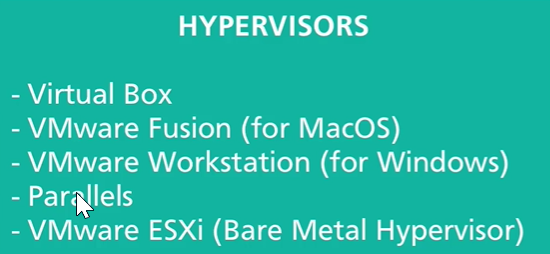 HYPERVISORS
- Virtual Box
- VMware Fusion (for MacOS)
- VMware Workstation (for Windows)
- Parallels
- VMware ESXi (Bare Metal Hypervisor)